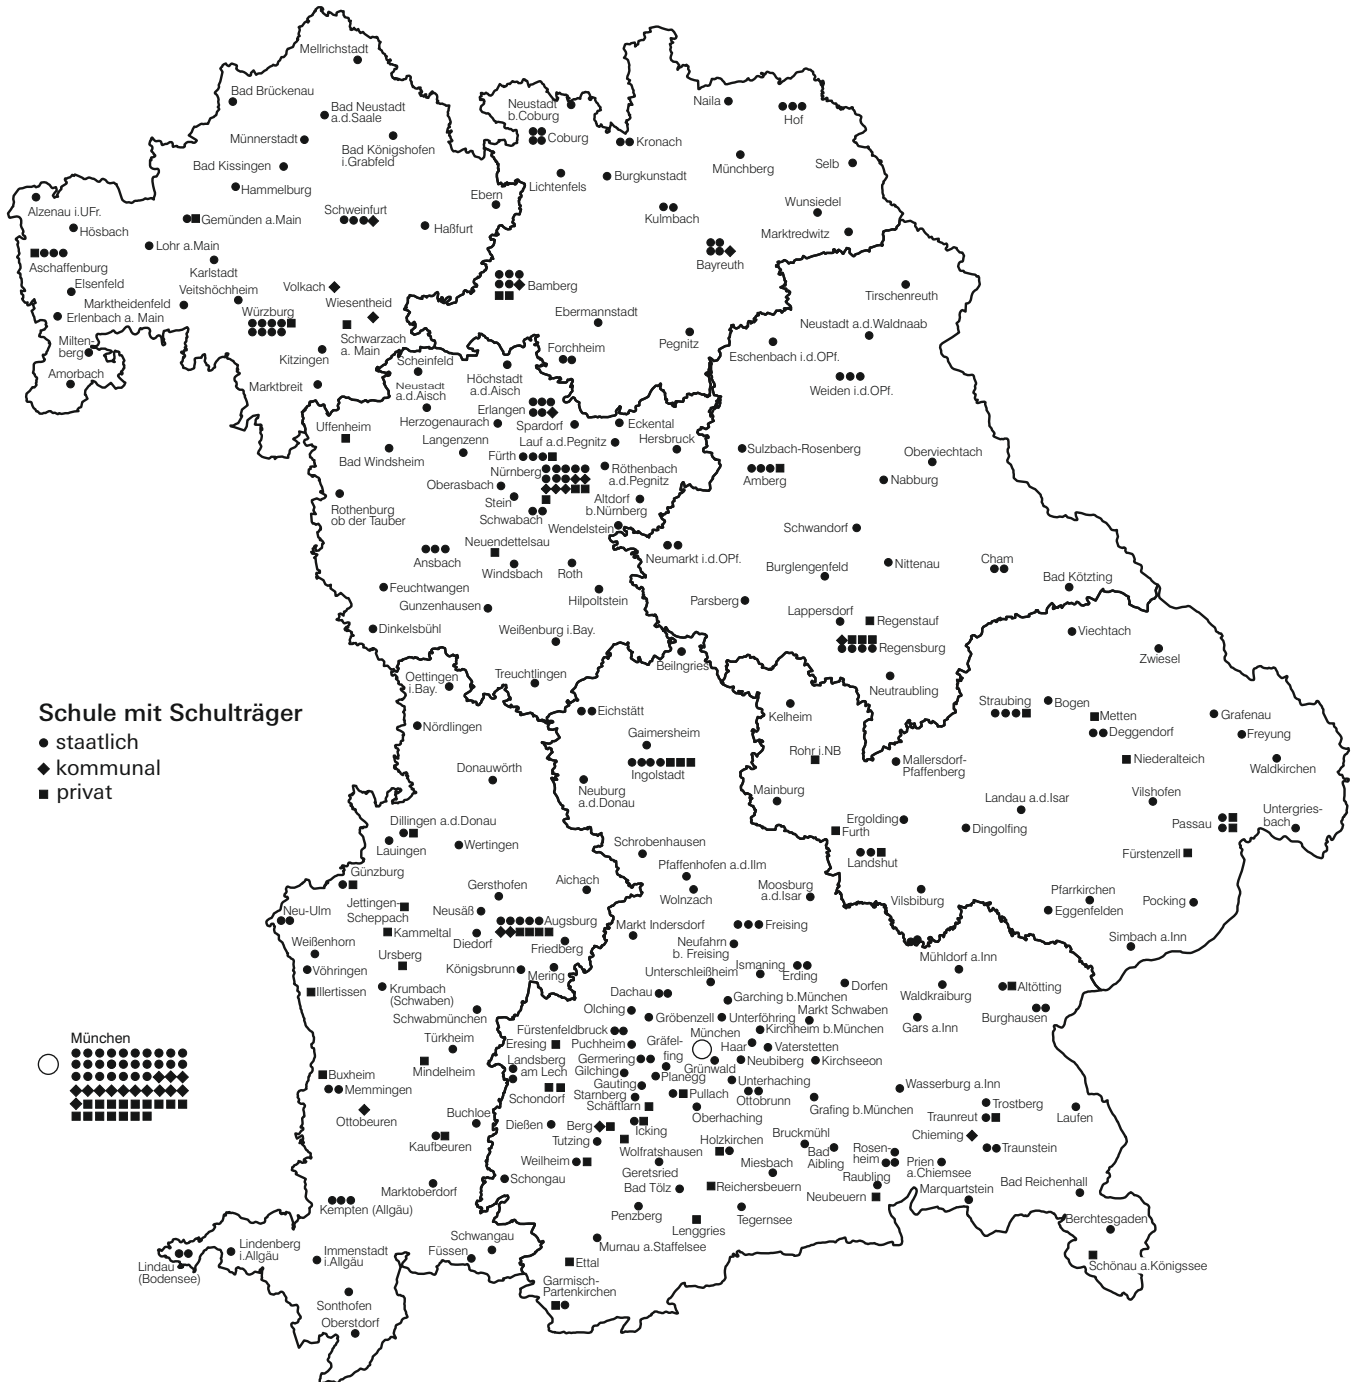 Mellrichstadt
Bad Brückenau
Bad Neustadt
a.d.Saale
Münnerstadt
Bad Königshofen
i.Grabfeld
Bad Kissingen
Hammelburg
Alzenau i.UFr.
Hösbach
Gemünden a.Main
Schweinfurt
Ebern
Haßfurt
Lohr a.Main
Aschaffenburg
Karlstadt
Elsenfeld
Veitshöchheim
Volkach
Wiesentheid
Marktheidenfeld
Erlenbach a. Main
Würzburg
Schwarzach
a. Main
Milten-
berg
Kitzingen
Amorbach
Marktbreit
Neustadt
b.Coburg
Coburg
Kronach
Naila
Hof
Münchberg
Selb
Lichtenfels
Burgkunstadt
Kulmbach
Wunsiedel
Marktredwitz
Bayreuth
Bamberg
Ebermannstadt
Pegnitz
Forchheim
Tirschenreuth
Neustadt a.d.Waldnaab
Eschenbach i.d.OPf.
Weiden i.d.OPf.
Scheinfeld
Neustadt
a.d.Aisch
Höchstadt
a.d.Aisch
Erlangen
Herzogenaurach
Spardorf
Eckental
Uffenheim
Langenzenn
Lauf a.d.Pegnitz
Hersbruck
Bad Windsheim
Fürth
Nürnberg
Röthenbach
a.d.Pegnitz
Oberasbach
Stein
Altdorf
b.Nürnberg
Rothenburg
ob der Tauber
Schwabach
Wendelstein
Neuendettelsau
Ansbach
Windsbach
Roth
Feuchtwangen
Hilpoltstein
Gunzenhausen
Dinkelsbühl
Weißenburg i.Bay.
Treuchtlingen
Sulzbach-Rosenberg
Amberg
Oberviechtach
Nabburg
Schwandorf
Neumarkt i.d.OPf.
Burglengenfeld
Nittenau
Cham
Bad Kötzting
Parsberg
Lappersdorf
Regenstauf
Regensburg
Beilngries
Neutraubling
Viechtach
Zwiesel
Kelheim
Straubing
Bogen
Metten
Deggendorf
Grafenau
Freyung
Rohr i.NB
Mallersdorf-
Pfaffenberg
Niederalteich
Waldkirchen
Mainburg
Landau a.d.Isar
Vilshofen
Ergolding
Furth
Dingolfing
Passau
Untergries-
bach
Landshut
Fürstenzell
Vilsbiburg
Pfarrkirchen
Eggenfelden
Pocking
Simbach a.Inn
Schule mit Schulträger
staatlich
kommunal
privat
Oettingen
i.Bay.
Nördlingen
Donauwörth
Dillingen a.d.Donau
Lauingen
Wertingen
Günzburg
Gersthofen
Aichach
Jettingen-
Scheppach
Neusäß
Augsburg
Neu-Ulm
Kammeltal
Diedorf
Friedberg
Weißenhorn
Ursberg
Vöhringen
Königsbrunn
Mering
Illertissen
Krumbach
(Schwaben)
Schwabmünchen
Türkheim
Buxheim
Mindelheim
Memmingen
Ottobeuren
Buchloe
Kaufbeuren
Marktoberdorf
Kempten (Allgäu)
Lindau
(Bodensee)
Lindenberg
i.Allgäu
Immenstadt
i.Allgäu
Füssen
Schwangau
Sonthofen
Oberstdorf
München
Eichstätt
Gaimersheim
Ingolstadt
Neuburg
a.d.Donau
Schrobenhausen
Pfaffenhofen a.d.Ilm
Wolnzach
Moosburg
a.d.Isar
Markt Indersdorf
Freising
Neufahrn
b. Freising
Ismaning
Erding
Unterschleißheim
Mühldorf a.Inn
Dachau
Dorfen
Waldkraiburg
Altötting
Garching b.München
Burghausen
Olching
Gröbenzell
Unterföhring
Markt Schwaben
Gars a.Inn
Fürstenfeldbruck
München
Kirchheim b.München
Eresing
Puchheim
Gräfel-
fing
Haar
Vaterstetten
Landsberg
am Lech
Germering
Gilching
Grünwald
Neubiberg
Kirchseeon
Gauting
Planegg
Unterhaching
Ottobrunn
Wasserburg a.Inn
Schondorf
Starnberg
Pullach
Schäftlarn
Oberhaching
Grafing b.München
Trostberg
Traunreut
Laufen
Dießen
Berg
Icking
Bruckmühl
Chieming
Tutzing
Holzkirchen
Bad
Aibling
Rosen-
heim
Traunstein
Weilheim
Wolfratshausen
Geretsried
Miesbach
Prien
a.Chiemsee
Schongau
Bad Tölz
Reichersbeuern
Raubling
Neubeuern
Marquartstein
Bad Reichenhall
Penzberg
Lenggries
Tegernsee
Berchtesgaden
Murnau a.Staffelsee
Ettal
Schönau a.Königssee
Garmisch-
Partenkirchen